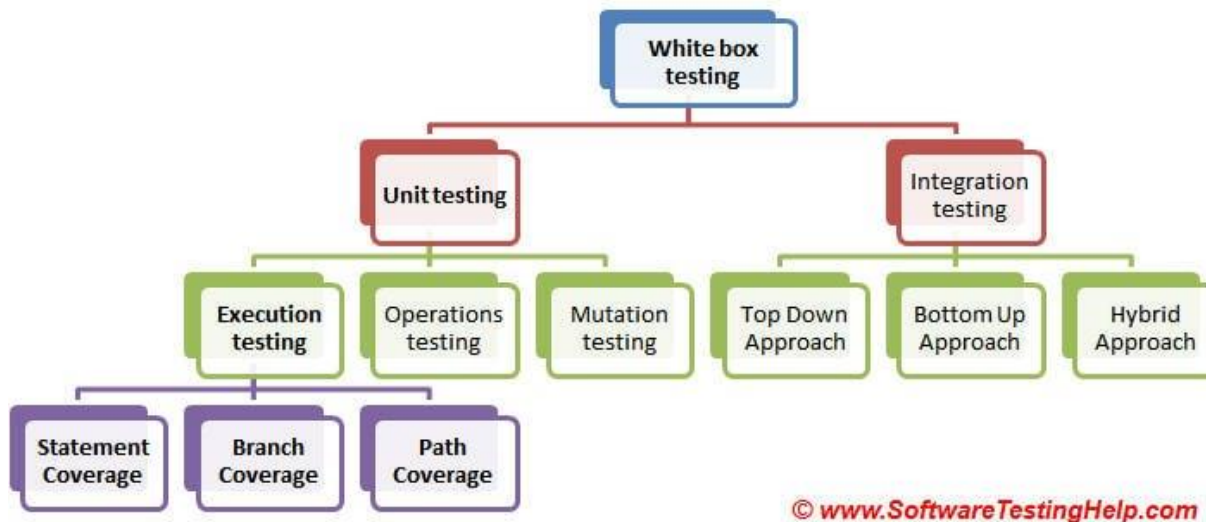 White box
testing
Unit testing
Integration
testing
Execution
testing
Operations
testing
Mutation
testing
Top Down
Approach
Bottom Up
Approach
Hybrid
Approach
Statement
Coverage
Branch
Coverage
Path
Coverage
© www.SoftwareTestingHelp.com